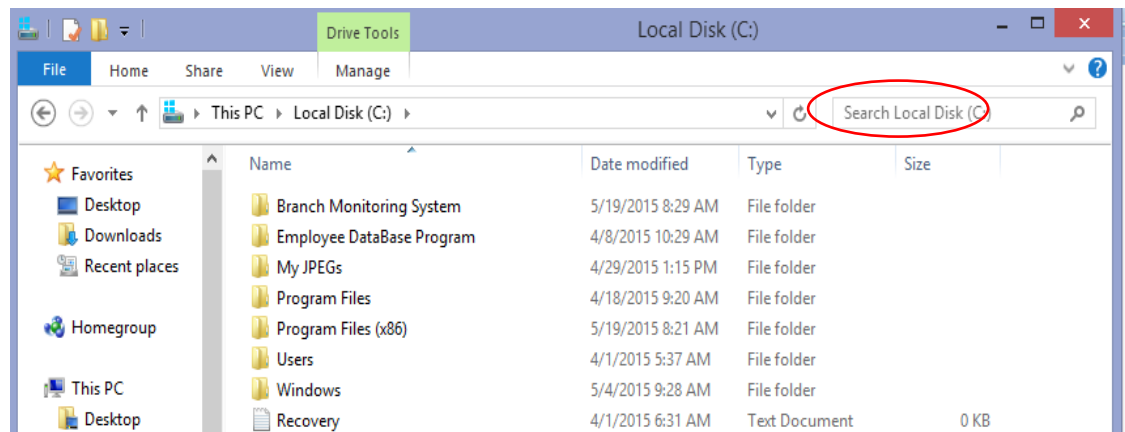 Drive Tools Local Disk (C:)
File Home Share View Manage
This PC Local Disk (C:) Search Local Disk (C:)
Name Date modified Type Size
Favorites
Desktop Branch Monitoring System 5/19/2015 8:29 AM File folder
Downloads Employee DataBase Program 4/8/2015 10:29 AM File folder
Recent places My JPEGs 4/29/2015 1:15 PM File folder
Program Files 4/18/2015 9:20 AM File folder
Homegroup Program Files (x86) 5/19/2015 8:21 AM File folder
Users 4/1/2015 5:37 AM File folder
This PC Windows 5/4/2015 9:28 AM File folder
Desktop Recovery 4/1/2015 6:31 AM Text Document 0 KB